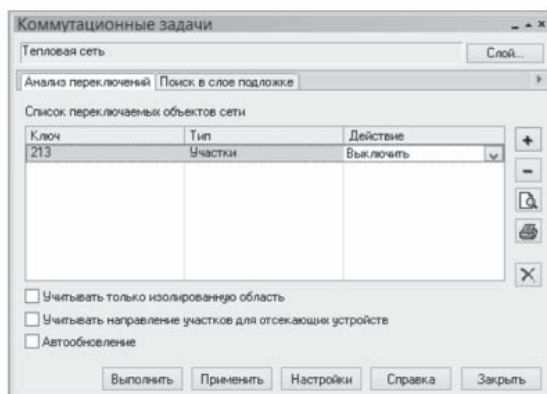 Коммутационные задачи
Тепловая сеть
Слой...
Анализ переключений Поиск в слое подложке
Список переключаемых объектов сети
Ключ Тип Действие
213 Участки Выключить
Учитывать только изолированную область
Учитывать направление участков для отсекающих устройств
Автообновление
Выполнить Применить Настройки Справка Закрыть